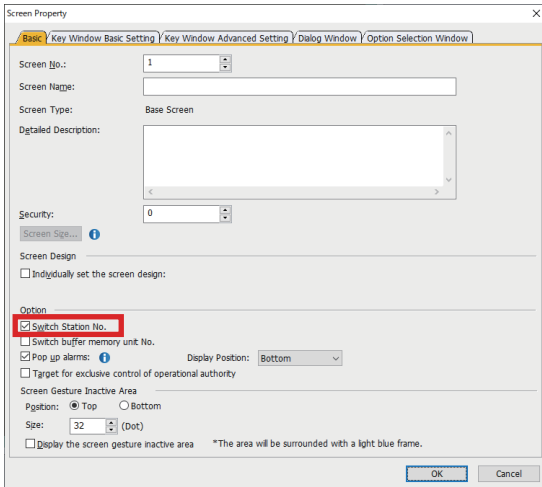 Screen Property
Basic Key Window Basic Setting Key Window Advanced Setting Dialog Window Option Selection Window
Screen No.: 1
Screen Name:
Screen Type: Base Screen
Detailed Description:
Security: 0
Screen Size...
Screen Design
Individually set the screen design:
Option
Switch Station No.
Switch buffer memory unit No.
Pop up alarms: Display Position: Bottom
Target for exclusive control of operational authority
Screen Gesture Inactive Area
Position: Top Bottom
Size: 32 (Dot)
Display the screen gesture inactive area *The area will be surrounded with a light blue frame.
OK Cancel